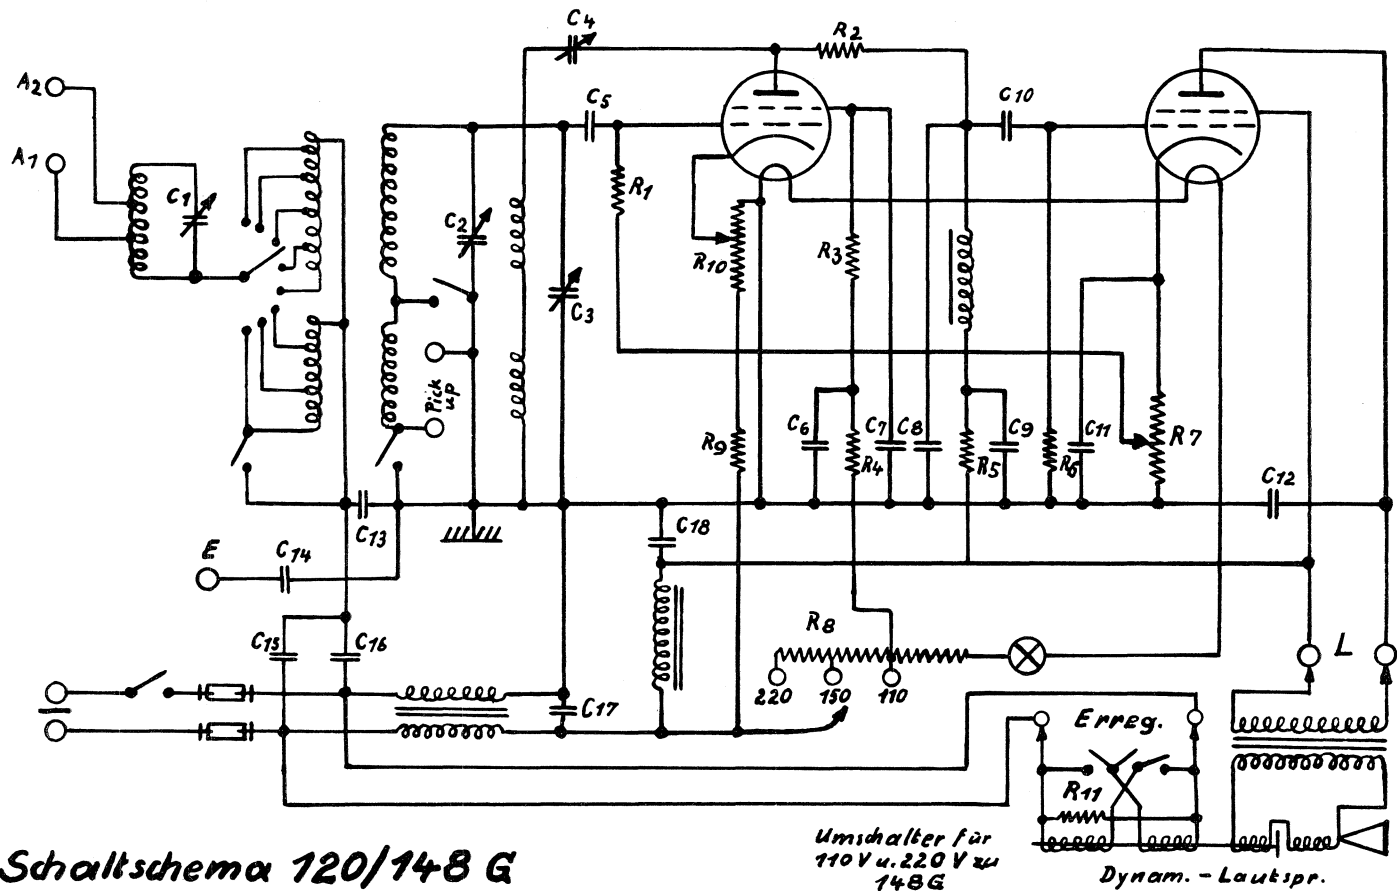 C4
R2
A2
C5
C10
A1
C1
R1
C2
R10
R3
C3
Pick
up
R9
C6
R4
C7
C8
R5
C9
R6
C11
R7
C12
C13
C18
E
C14
C15
C16
R8
220
150
110
L
C17
Erreg.
R11
Schaltschema 120/148 G
Umschalter für
110 V u. 220 V zu
148 G
Dynam. - Lautspr.